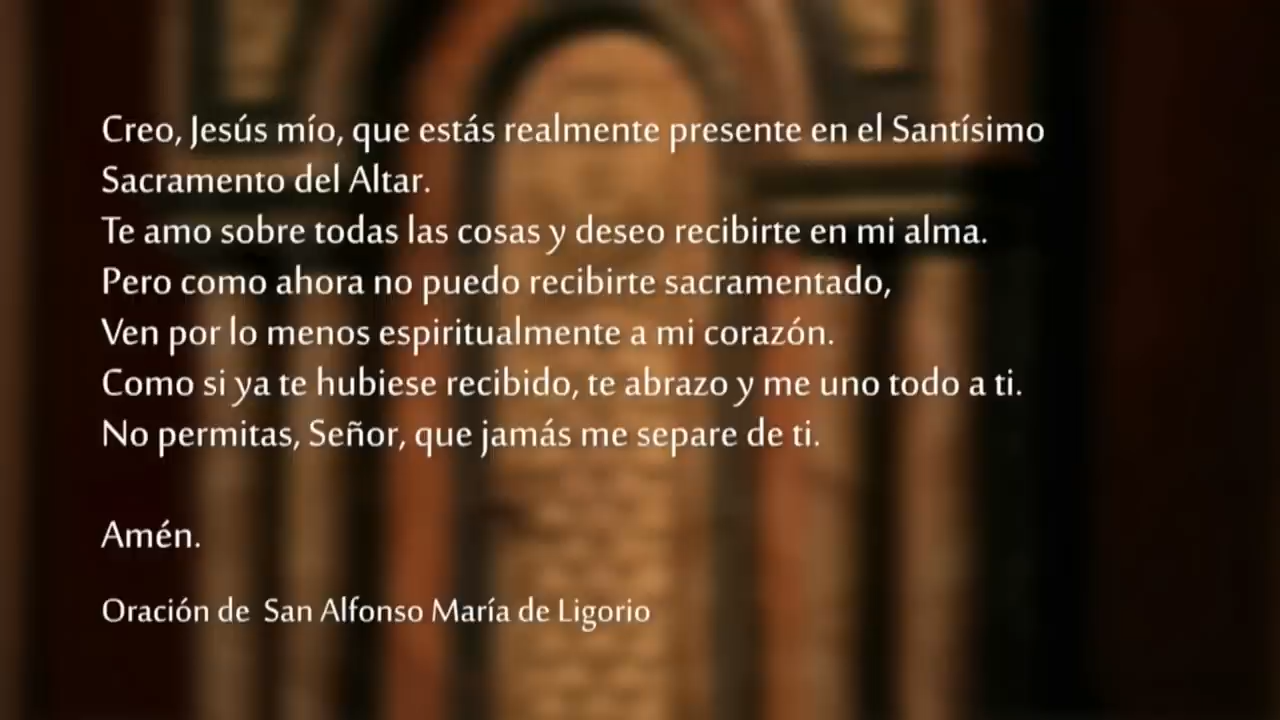 Creo, Jesús mío, que estás realmente presente en el Santísimo
Sacramento del Altar.
Te amo sobre todas las cosas y deseo recibirte en mi alma.
Pero como ahora no puedo recibirte sacramentado,
Ven por lo menos espiritualmente a mi corazón.
Como si ya te hubiese recibido, te abrazo y me uno todo a ti.
No permitas, Señor, que jamás me separe de ti.
Amén.
Oración de San Alfonso María de Ligorio